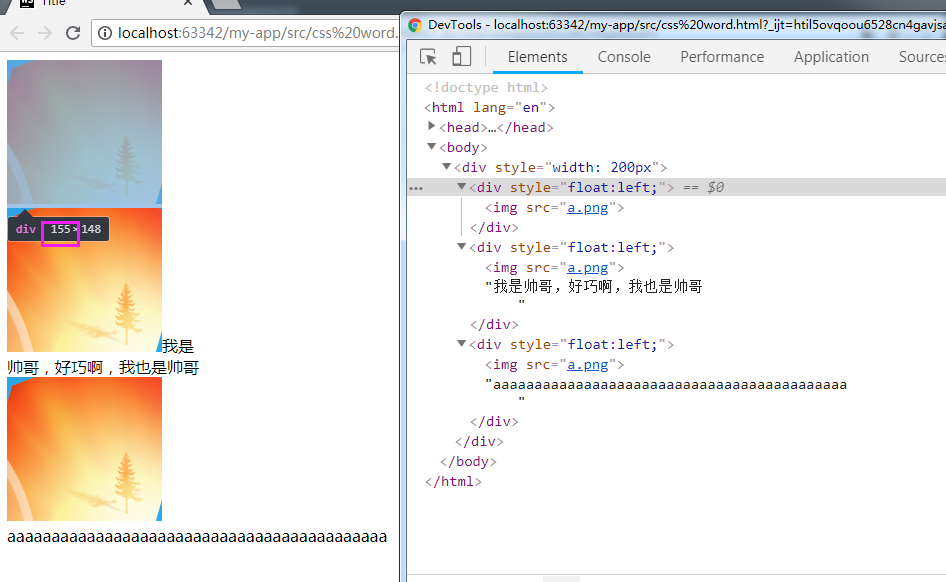 Title
DevTools - localhost:63342/my-app/src/css%20word.html?_ijt=htil5ovqoou6528cn4gavjsa
localhost:63342/my-app/src/css%20word.
Elements Console Performance Application Sources
<!doctype html>
<html lang="en">
<head>…</head>
<body>
<div style="width: 200px">
<div style="float:left;"> == $0
<img src="a.png">
</div>
<div style="float:left;">
<img src="a.png">
"我是帅哥，好巧啊，我也是帅哥
"
</div>
<div style="float:left;">
<img src="a.png">
"aaaaaaaaaaaaaaaaaaaaaaaaaaaaaaaaaaaaaaaaaaa
"
</div>
</div>
</body>
</html>
div 155×148
我是
帅哥，好巧啊，我也是帅哥
aaaaaaaaaaaaaaaaaaaaaaaaaaaaaaaaaaaaaaaaaaa